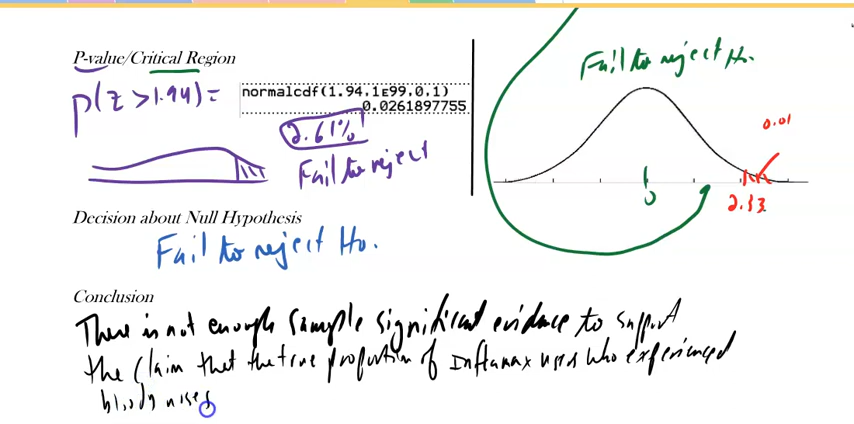 P-value/Critical Region
p(z > 1.94) =
normalcdf(1.94,1E99,0,1)
0.0261897755
2.61%
Fail to reject
Fail to reject Ho.
0.01
0
2.33
Decision about Null Hypothesis
Fail to reject Ho.
Conclusion
There is not enough sample significant evidence to support
the claim that the true proportion of Inflamax users who experienced
bloody noses